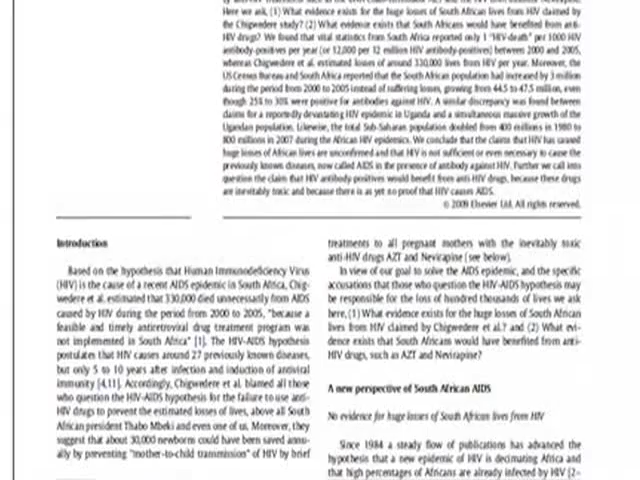 Here we ask, (1) What evidence exists for the huge losses of South African lives from HIV claimed by
the Chigwedere study? (2) What evidence exists that South Africans would have benefited from anti-
HIV drugs? We found that vital statistics from South Africa reported only 1 "HIV-death" per 1000 HIV
antibody-positives per year (or 12,000 per 12 million HIV antibody-positives) between 2000 and 2005,
whereas Chigwedere et al. estimated losses of around 330,000 lives from HIV per year. Moreover, the
US Census Bureau and South Africa reported that the South African population had increased by 3 million
during the period from 2000 to 2005 instead of suffering losses, growing from 44.5 to 47.5 million, even
though 25% to 30% were positive for antibodies against HIV. A similar discrepancy was found between
claims for a reportedly devastating HIV epidemic in Uganda and a simultaneous massive growth of the
Ugandan population. Likewise, the total Sub-Saharan population doubled from 400 millions in 1980 to
800 millions in 2007 during the African HIV epidemics. We conclude that the claims that HIV has caused
huge losses of African lives are unconfirmed and that HIV is not sufficient or even necessary to cause the
previously known diseases, now called AIDS in the presence of antibody against HIV. Further we call into
question the claim that HIV antibody-positives would benefit from anti-HIV drugs, because these drugs
are inevitably toxic and because there is as yet no proof that HIV causes AIDS.
© 2009 Elsevier Ltd. All rights reserved.
Introduction
Based on the hypothesis that Human Immunodeficiency Virus
(HIV) is the cause of a recent AIDS epidemic in South Africa, Chig-
wedere et al. estimated that 330,000 died unnecessarily from AIDS
caused by HIV during the period from 2000 to 2005, "because a
feasible and timely antiretroviral drug treatment program was
not implemented in South Africa" [1]. The HIV-AIDS hypothesis
postulates that HIV causes around 27 previously known diseases,
but only 5 to 10 years after infection and induction of antiviral
immunity [4,11]. Accordingly, Chigwedere et al. blamed all those
who question the HIV-AIDS hypothesis for the failure to use anti-
HIV drugs to prevent the estimated losses of lives, above all South
African president Thabo Mbeki and even one of us. Moreover, they
suggest that about 30,000 newborns could have been saved annu-
ally by preventing "mother-to-child transmission" of HIV by brief
treatments to all pregnant mothers with the inevitably toxic
anti-HIV drugs AZT and Nevirapine (see below).
In view of our goal to solve the AIDS epidemic, and the specific
accusations that those who question the HIV-AIDS hypothesis may
be responsible for the loss of hundred thousands of lives we ask
here, (1) What evidence exists for the huge losses of South African
lives from HIV claimed by Chigwedere et al.? and (2) What evi-
dence exists that South Africans would have benefited from anti-
HIV drugs, such as AZT and Nevirapine?
A new perspective of South African AIDS
No evidence for huge losses of South African lives from HIV
Since 1984 a steady flow of publications has advanced the
hypothesis that a new epidemic of HIV is decimating Africa and
that high percentages of Africans are already infected by HIV [2–